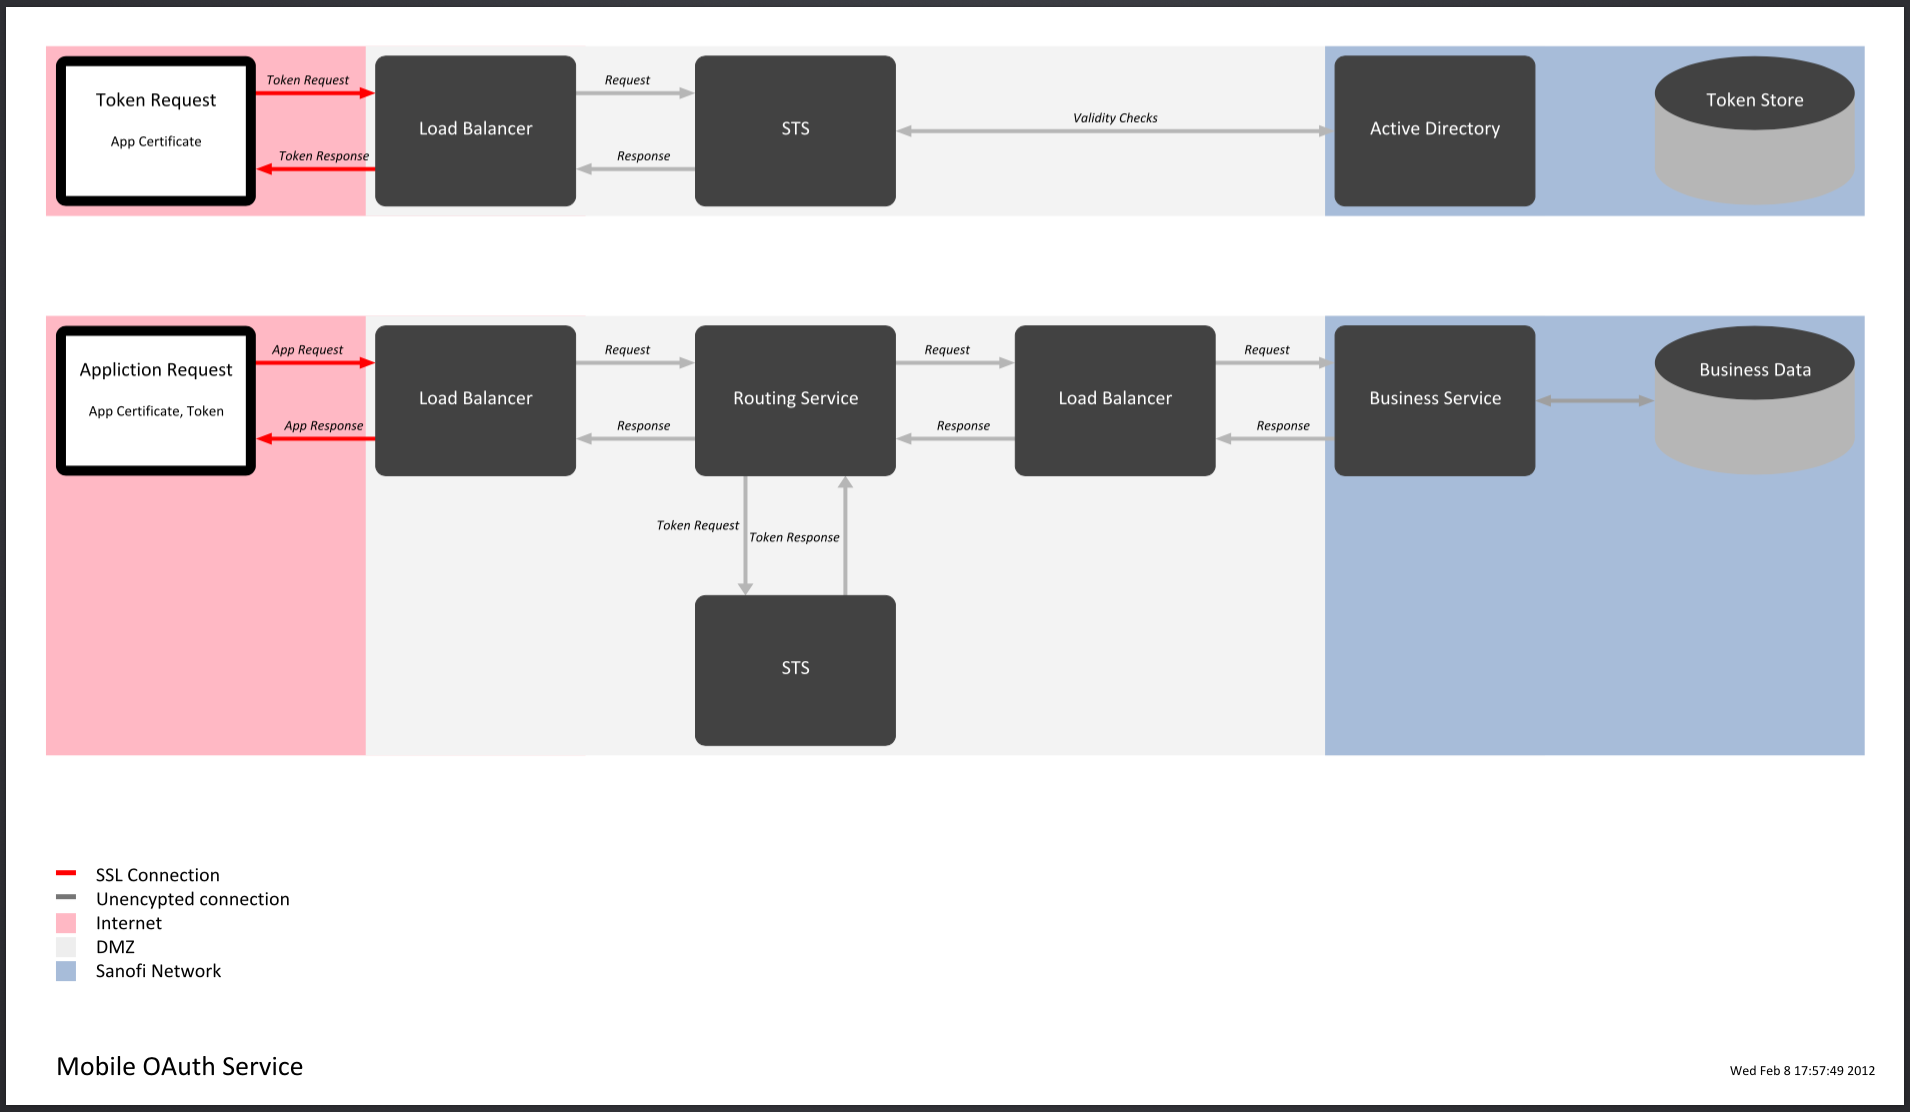 Token Request
App Certificate
Token Request
Token Response
Load Balancer
Request
Response
STS
Validity Checks
Active Directory
Token Store
Appliction Request
App Certificate, Token
App Request
App Response
Load Balancer
Request
Response
Routing Service
Request
Response
Load Balancer
Request
Response
Business Service
Business Data
Token Request
Token Response
STS
SSL Connection
Unencypted connection
Internet
DMZ
Sanofi Network
Mobile OAuth Service
Wed Feb 8 17:57:49 2012